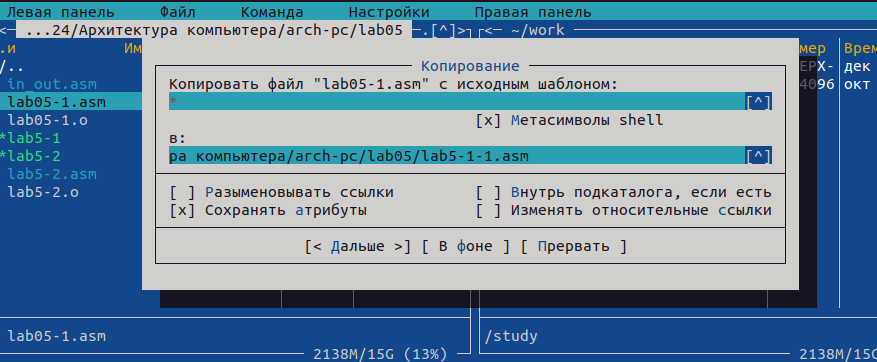 Левая панель Файл Команда Настройки Правая панель
<─ ...24/Архитектура компьютера/arch-pc/lab05 ─.[^]>┐┌<─ ~/work
.и Им мер Врем
/.. ЕРХ- дек
in_out.asm 4096 окт
lab05-1.asm
lab05-1.o
*lab5-1
*lab5-2
lab5-2.asm
lab5-2.o
Копирование
Копировать файл "lab05-1.asm" с исходным шаблоном:
* [^]
[x] Метасимволы shell
в:
ра компьютера/arch-pc/lab05/lab5-1-1.asm [^]
[ ] Разыменовывать ссылки [ ] Внутрь подкаталога, если есть
[x] Сохранять атрибуты [ ] Изменять относительные ссылки
[< Дальше >] [ В фоне ] [ Прервать ]
lab05-1.asm /study
2138M/15G (13%) 2138M/15G